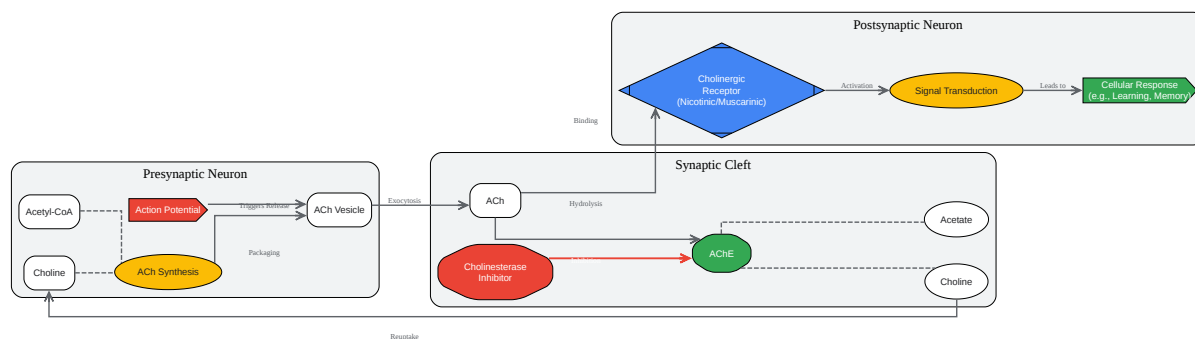 Postsynaptic Neuron
Cholinergic
Receptor
(Nicotinic/Muscarinic)
Activation
Signal Transduction
Leads to
Cellular Response
(e.g., Learning, Memory)
Binding
Presynaptic Neuron
Synaptic Cleft
Acetyl-CoA
Action Potential
Triggers Release
ACh Vesicle
Exocytosis
ACh
Hydrolysis
Acetate
Packaging
AChE
Choline
ACh Synthesis
Cholinesterase
Inhibitor
Choline
Reuptake